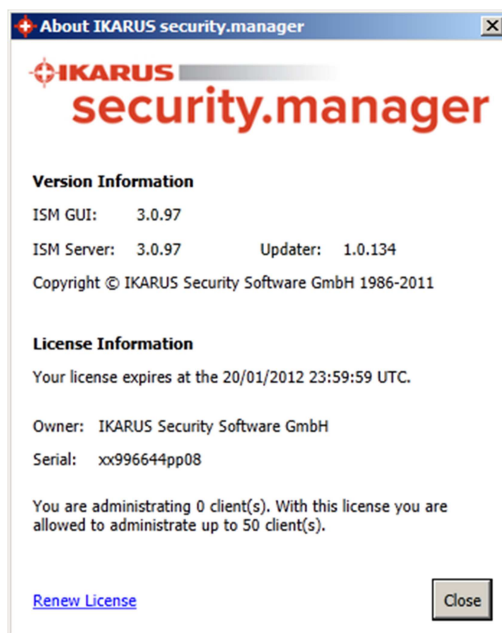 About IKARUS security.manager
IKARUS
security.manager
Version Information
ISM GUI: 3.0.97
ISM Server: 3.0.97 Updater: 1.0.134
Copyright © IKARUS Security Software GmbH 1986-2011
License Information
Your license expires at the 20/01/2012 23:59:59 UTC.
Owner: IKARUS Security Software GmbH
Serial: xx996644pp08
You are administrating 0 client(s). With this license you are
allowed to administrate up to 50 client(s).
Renew License Close